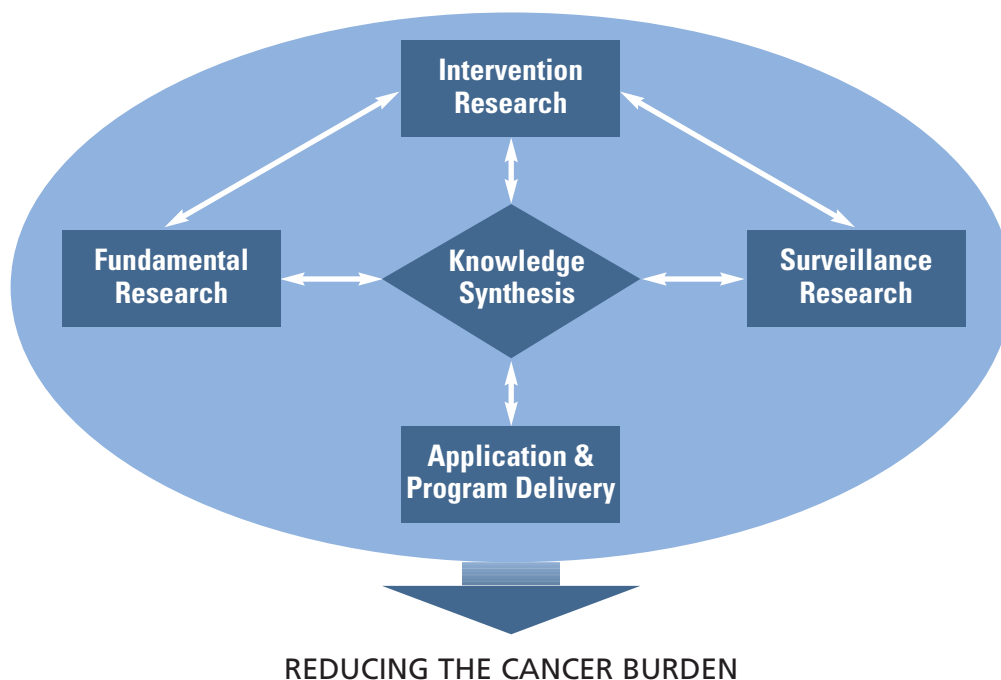 Intervention
Research
Fundamental
Research
Knowledge
Synthesis
Surveillance
Research
Application &
Program Delivery
REDUCING THE CANCER BURDEN